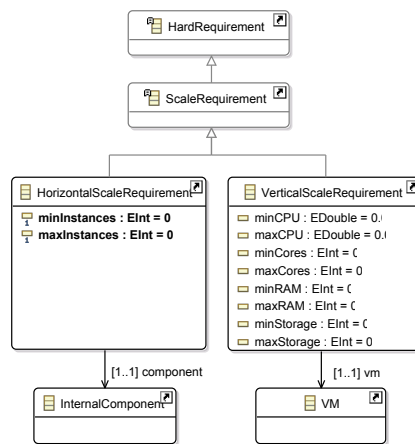 HardRequirement
ScaleRequirement
HorizontalScaleRequirement
minInstances : EInt = 0
maxInstances : EInt = 0
VerticalScaleRequirement
minCPU : EDouble = 0.
maxCPU : EDouble = 0.
minCores : EInt = 0
maxCores : EInt = 0
minRAM : EInt = 0
maxRAM : EInt = 0
minStorage : EInt = 0
maxStorage : EInt = 0
[1..1] component
[1..1] vm
InternalComponent
VM